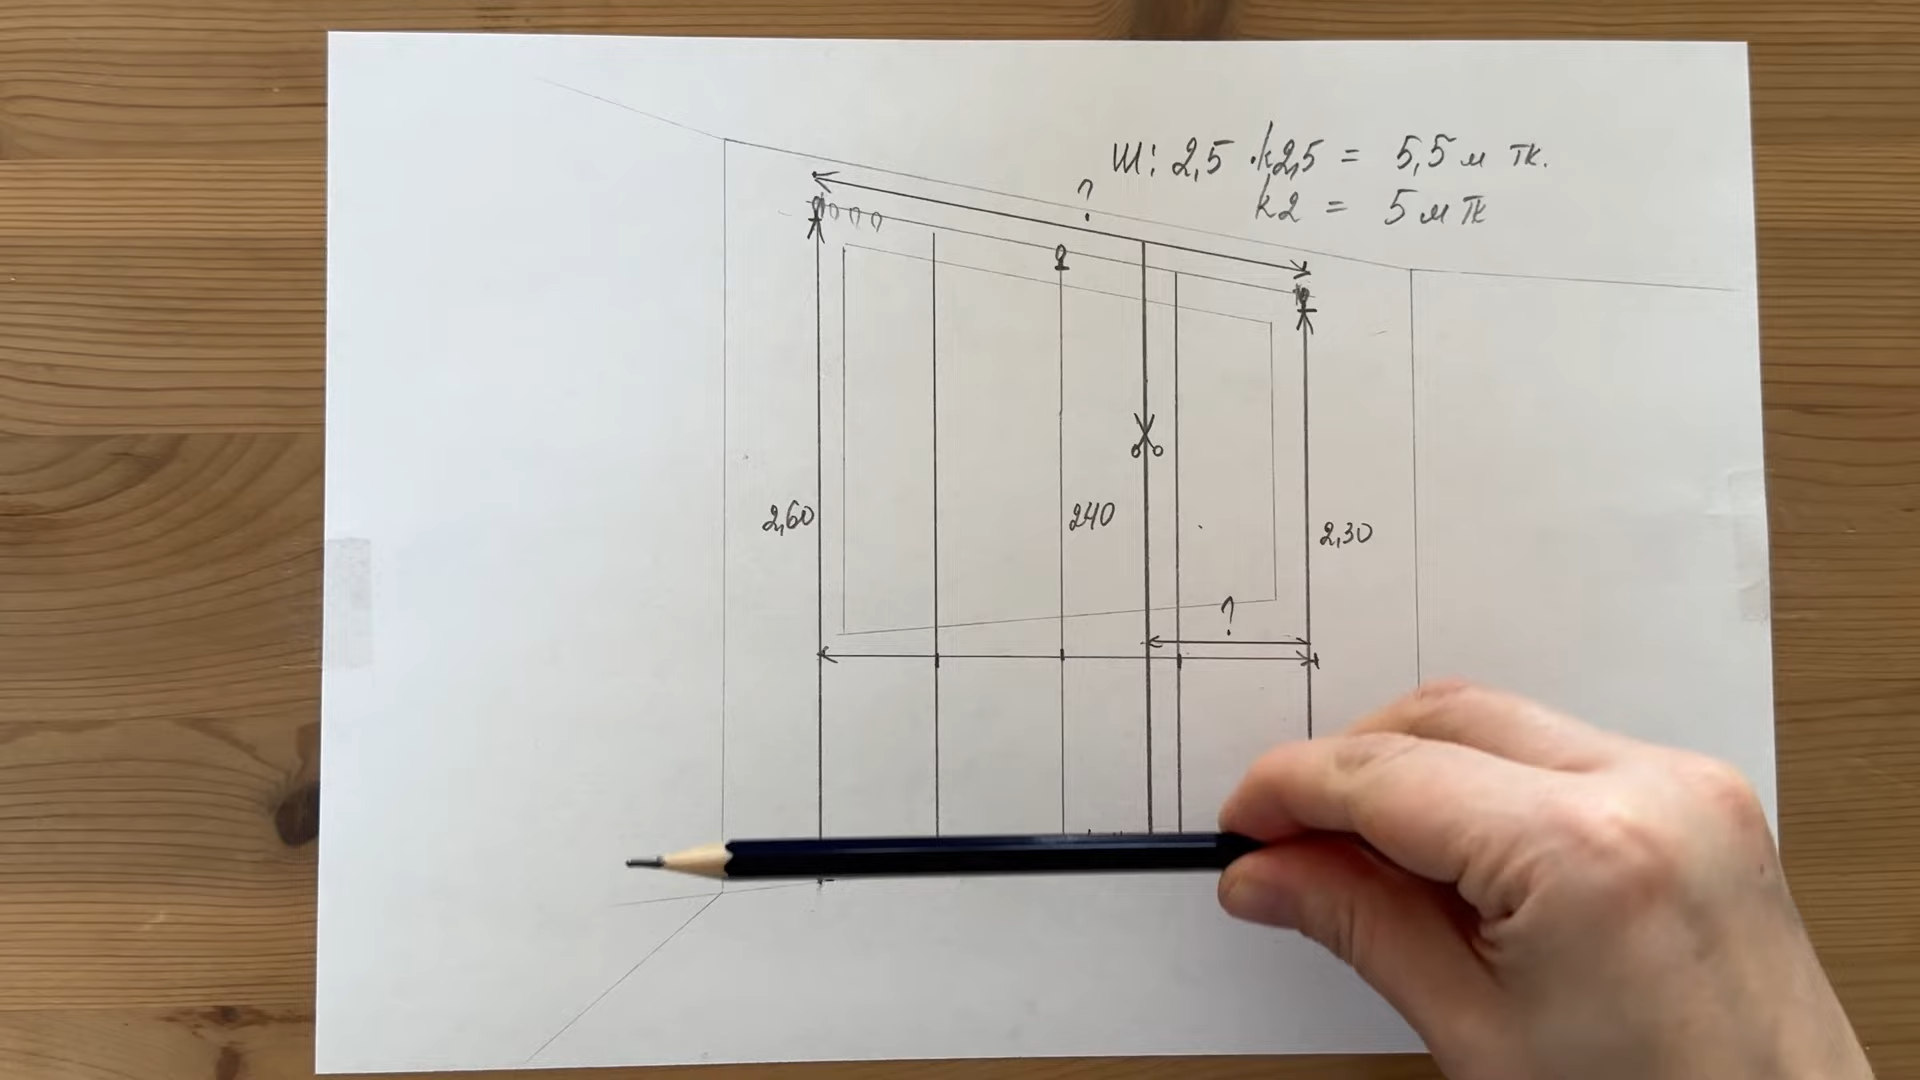 Ш: 2,5 · k2,5 = 5,5 м тк.
k2 = 5 м тк
?
2,60
240
2,30
?